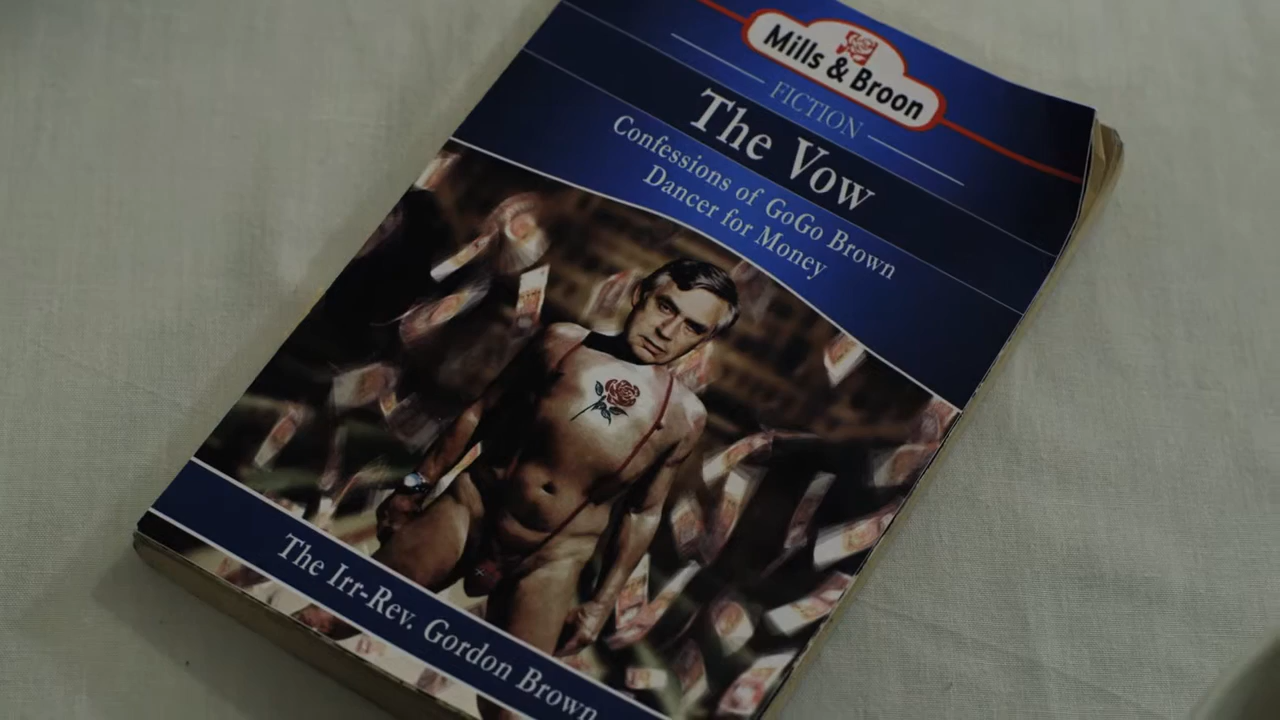 Mills & Broon
FICTION
The Vow
Confessions of GoGo Brown
Dancer for Money
The Irr-Rev. Gordon Brown